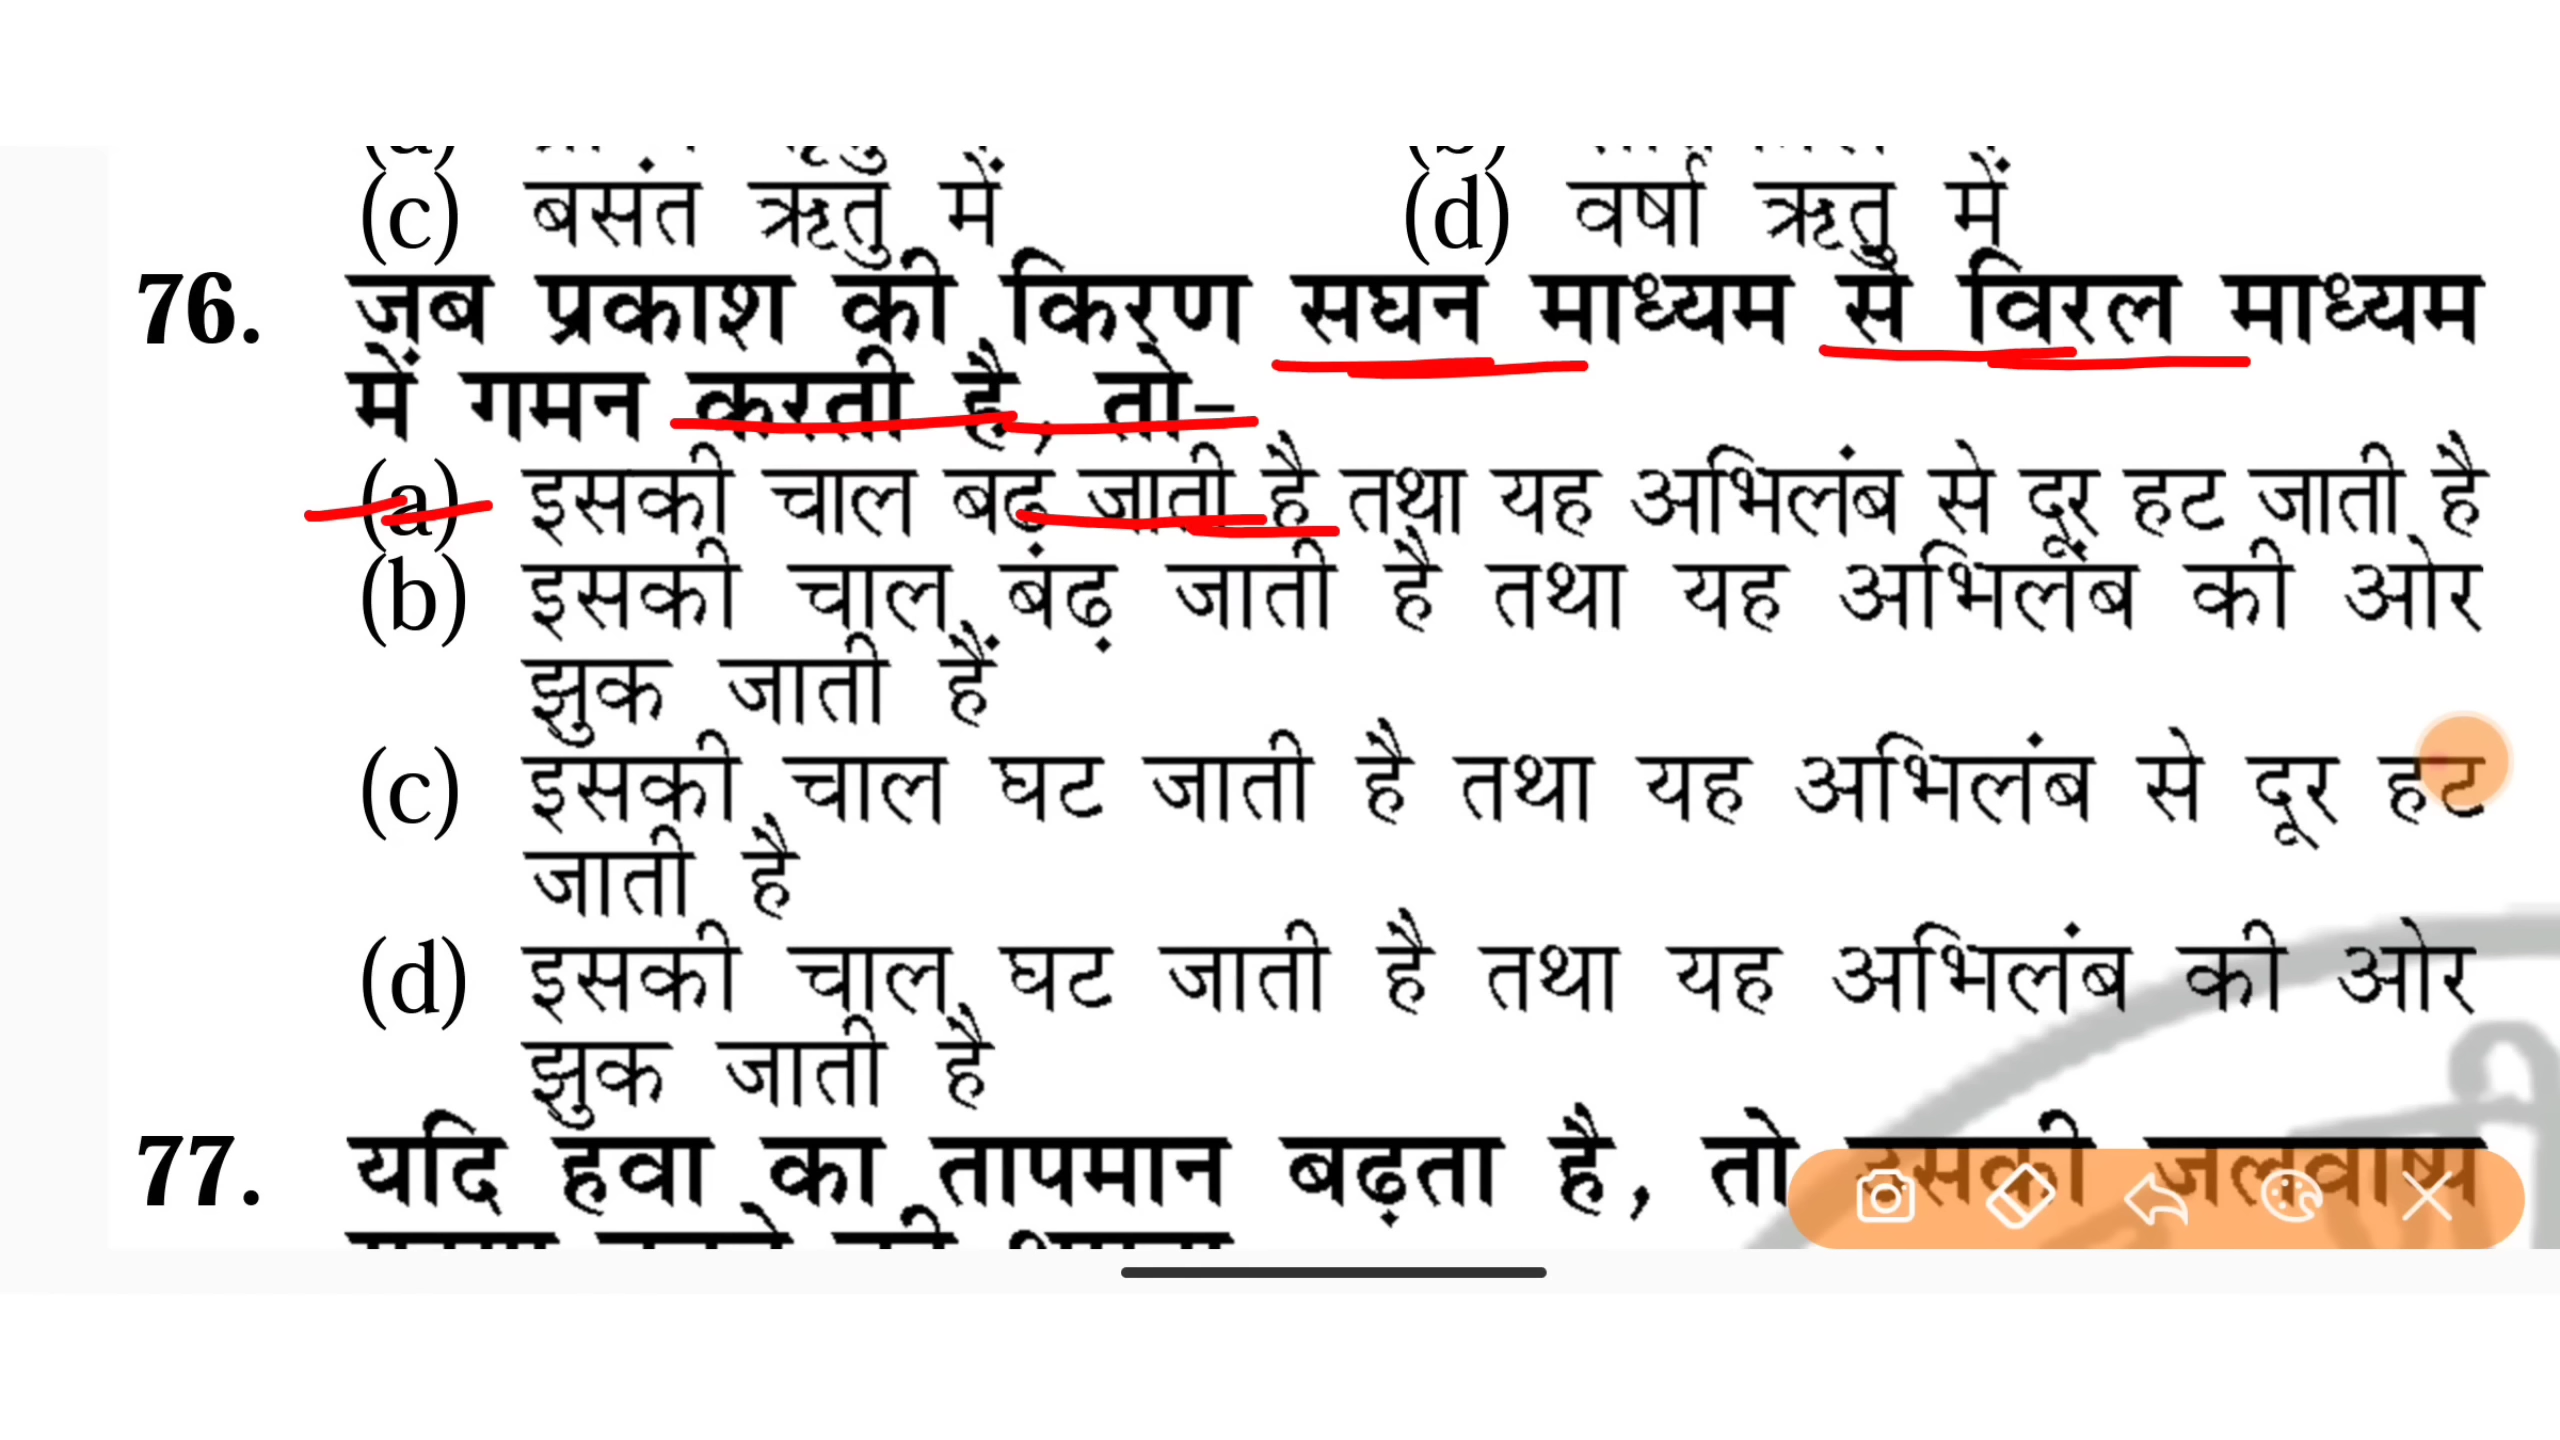 (c) बसंत ऋतु में (d) वर्षा ऋतु में
76. जब प्रकाश की किरण सघन माध्यम से विरल माध्यम
में गमन करती है, तो–
(a) इसकी चाल बढ़ जाती है तथा यह अभिलंब से दूर हट जाती है
(b) इसकी चाल बंढ़ जाती है तथा यह अभिलंब की ओर
झुक जाती हैं
(c) इसकी चाल घट जाती है तथा यह अभिलंब से दूर हट
जाती है
(d) इसकी चाल घट जाती है तथा यह अभिलंब की ओर
झुक जाती है
77. यदि हवा का तापमान बढ़ता है, तो उसकी जलवाष्प